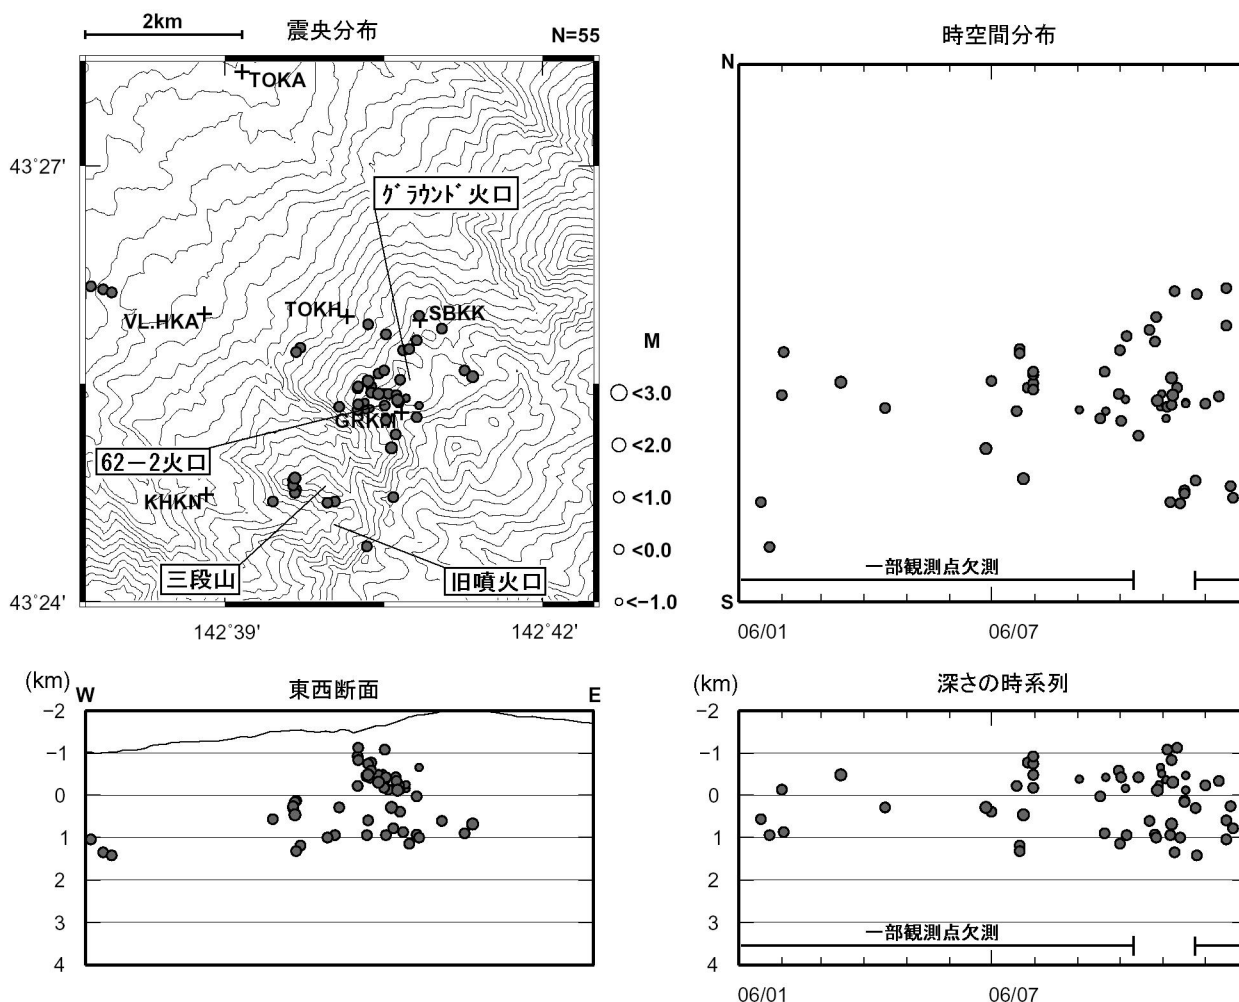 2km
震央分布
N=55
TOKA
43°27'
グラウンド火口
VL.HKA
TOKH
SBKK
GRKM
62−2火口
KHKN
三段山
旧噴火口
43°24'
142°39'
142°42'
M
<3.0
<2.0
<1.0
<0.0
<−1.0
時空間分布
N
一部観測点欠測
S
06/01
06/07
(km)
東西断面
W
E
−2
−1
0
1
2
3
4
(km)
深さの時系列
−2
−1
0
1
2
3
4
一部観測点欠測
06/01
06/07